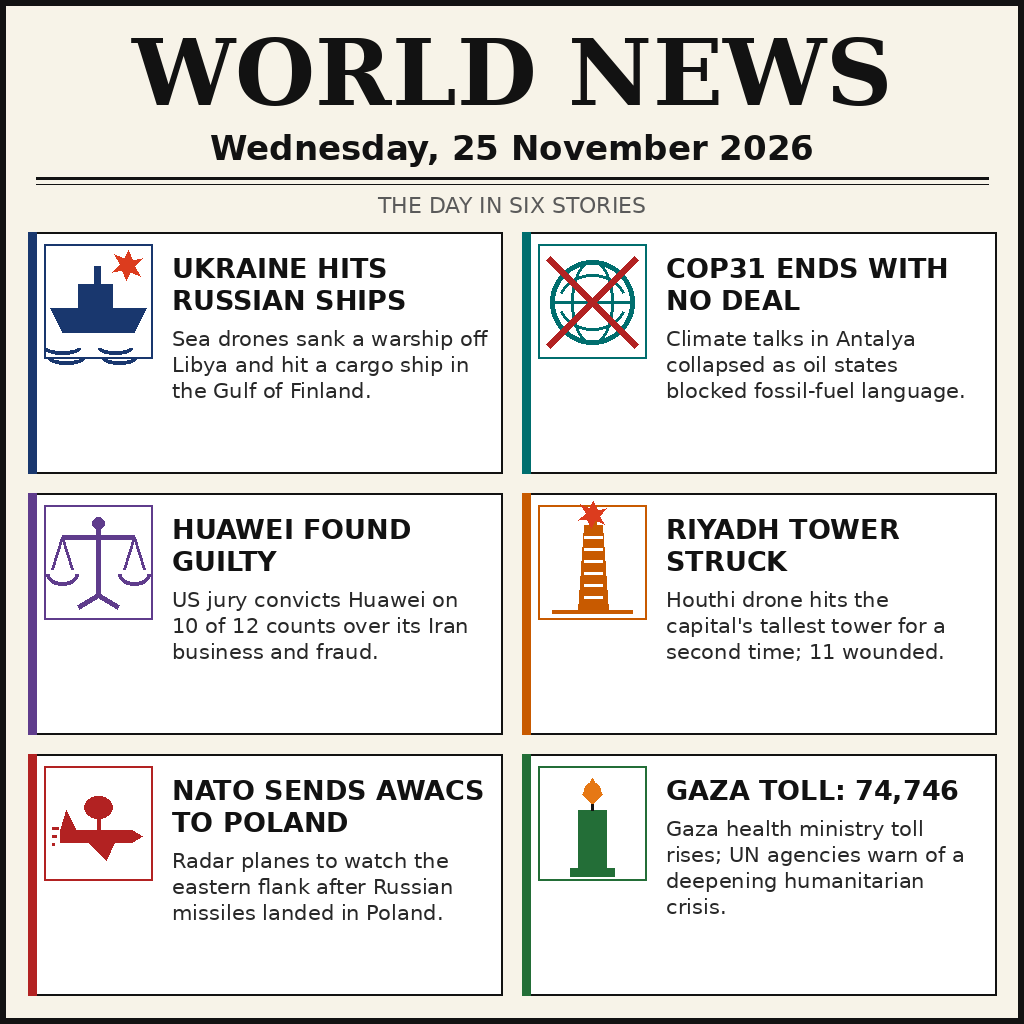 WORLD NEWS
Wednesday, 25 November 2026
THE DAY IN SIX STORIES
UKRAINE HITS
RUSSIAN SHIPS
Sea drones sank a warship off
Libya and hit a cargo ship in
the Gulf of Finland.
COP31 ENDS WITH
NO DEAL
Climate talks in Antalya
collapsed as oil states
blocked fossil-fuel language.
HUAWEI FOUND
GUILTY
US jury convicts Huawei on
10 of 12 counts over its Iran
business and fraud.
RIYADH TOWER
STRUCK
Houthi drone hits the
capital's tallest tower for a
second time; 11 wounded.
NATO SENDS AWACS
TO POLAND
Radar planes to watch the
eastern flank after Russian
missiles landed in Poland.
GAZA TOLL: 74,746
Gaza health ministry toll
rises; UN agencies warn of a
deepening humanitarian
crisis.